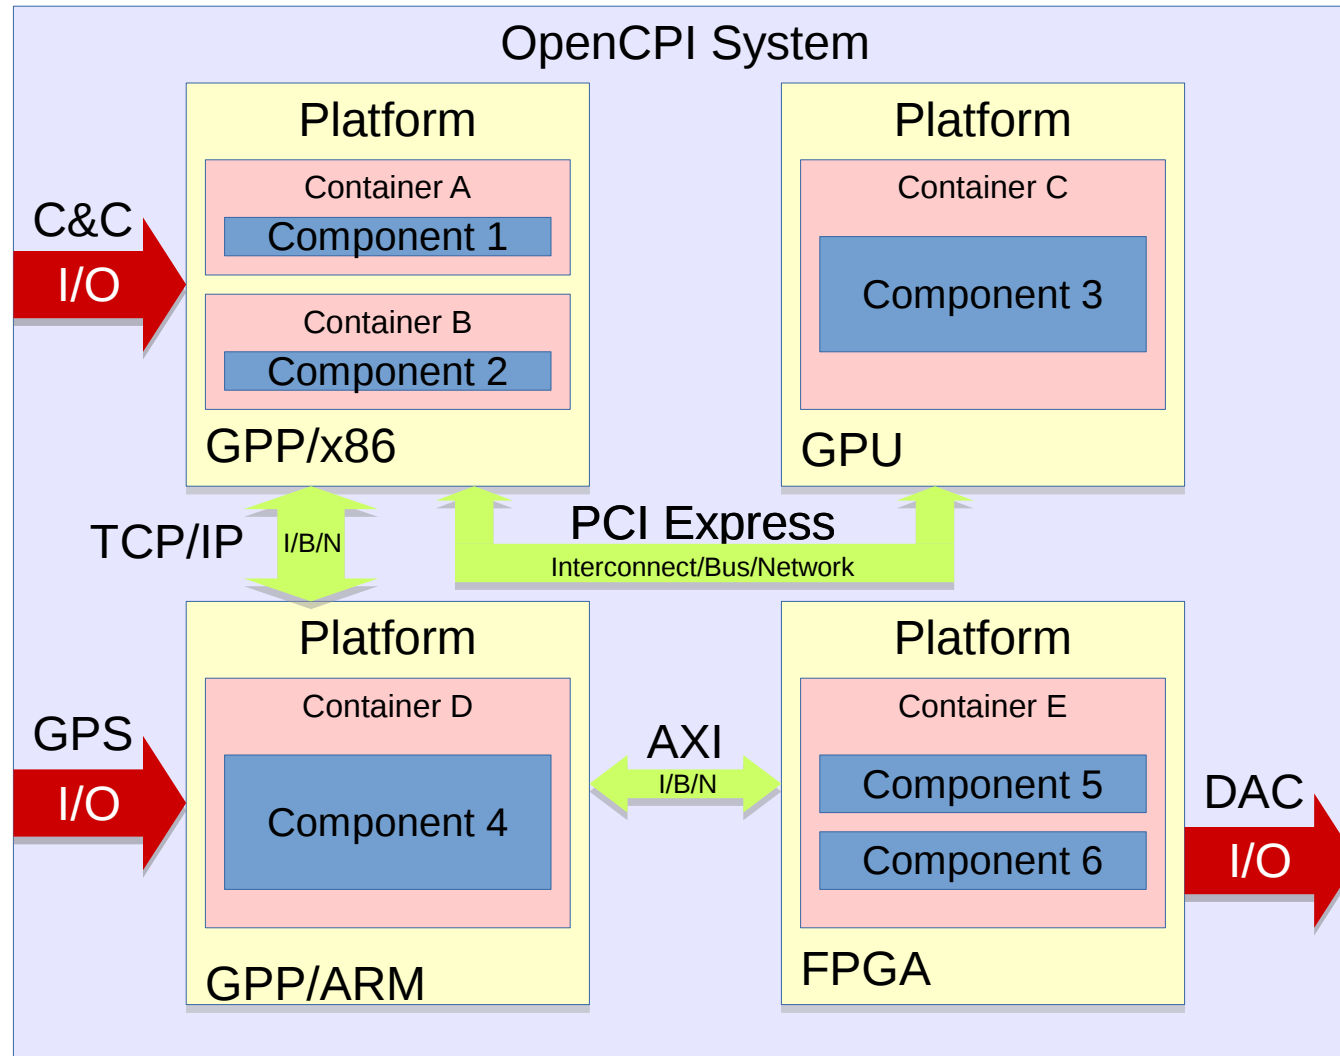 OpenCPI System
Platform
Container A
Component 1
Container B
Component 2
GPP/x86
Platform
Container C
Component 3
GPU
C&C
I/O
TCP/IP
I/B/N
PCI Express
Interconnect/Bus/Network
Platform
Container D
Component 4
GPP/ARM
GPS
I/O
AXI
I/B/N
Platform
Container E
Component 5
Component 6
FPGA
DAC
I/O